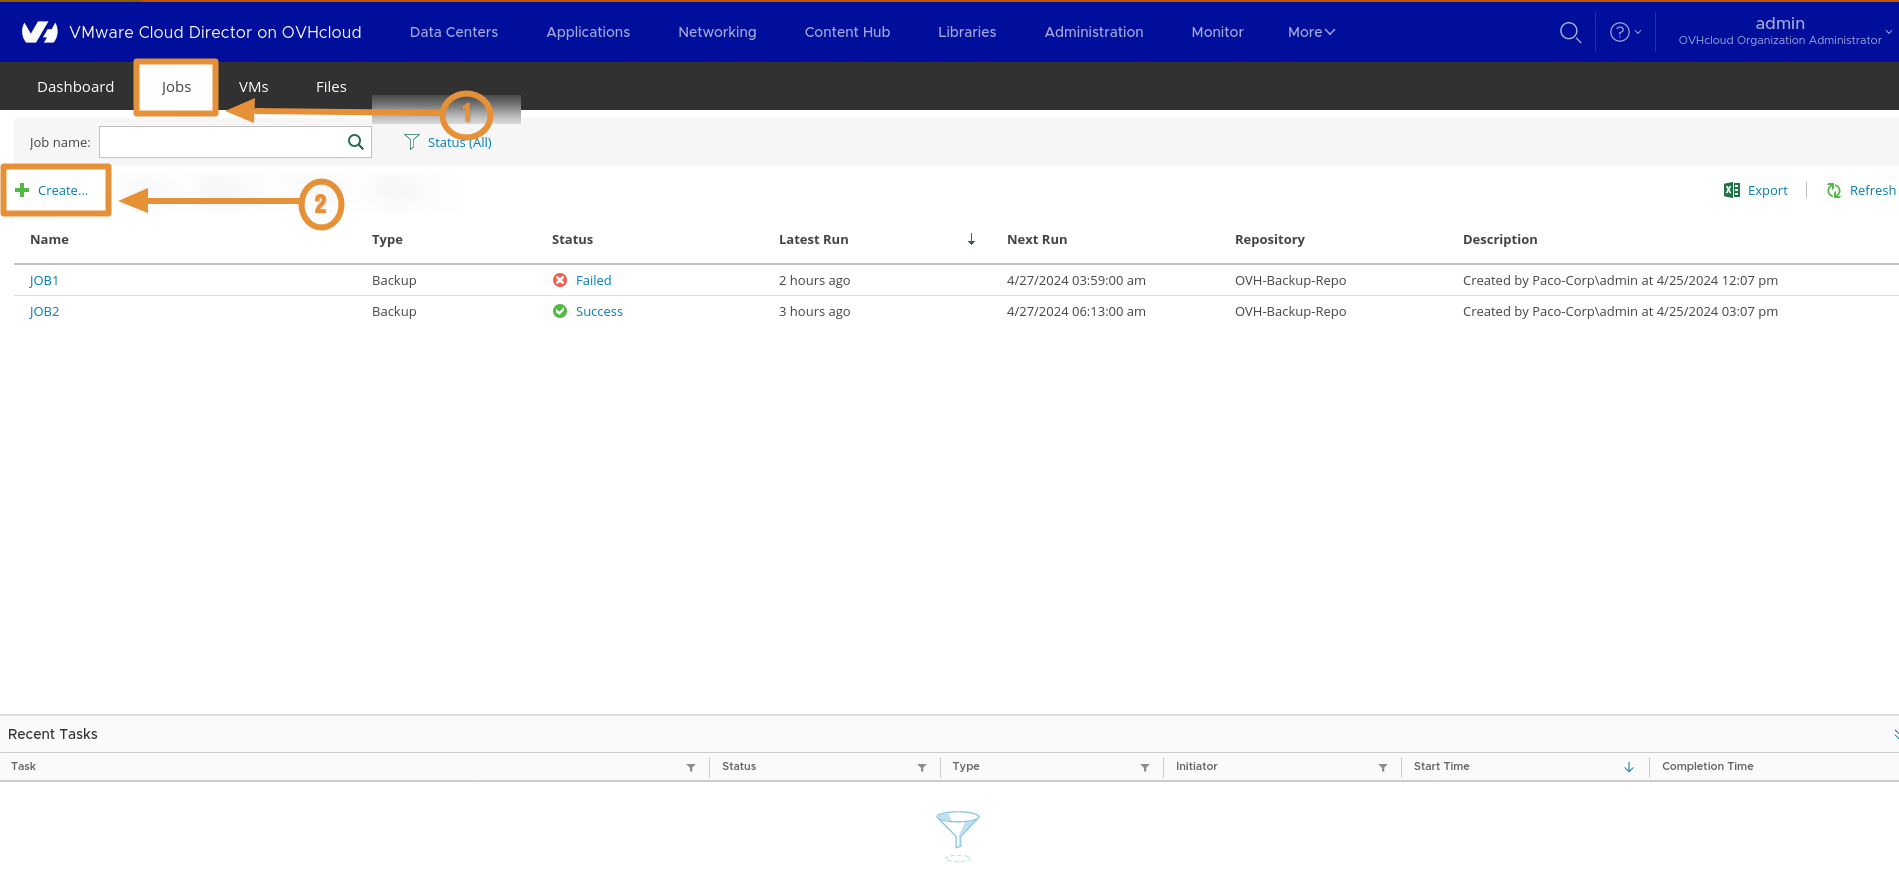 VMware Cloud Director on OVHcloud Data Centers Applications Networking Content Hub Libraries Administration Monitor More admin
OVHcloud Organization Administrator
Dashboard Jobs VMs Files
1
Job name: Status (All)
Create... 2 Export Refresh
Name Type Status Latest Run Next Run Repository Description
JOB1 Backup Failed 2 hours ago 4/27/2024 03:59:00 am OVH-Backup-Repo Created by Paco-Corp\admin at 4/25/2024 12:07 pm
JOB2 Backup Success 3 hours ago 4/27/2024 06:13:00 am OVH-Backup-Repo Created by Paco-Corp\admin at 4/25/2024 03:07 pm
Recent Tasks
Task Status Type Initiator Start Time Completion Time